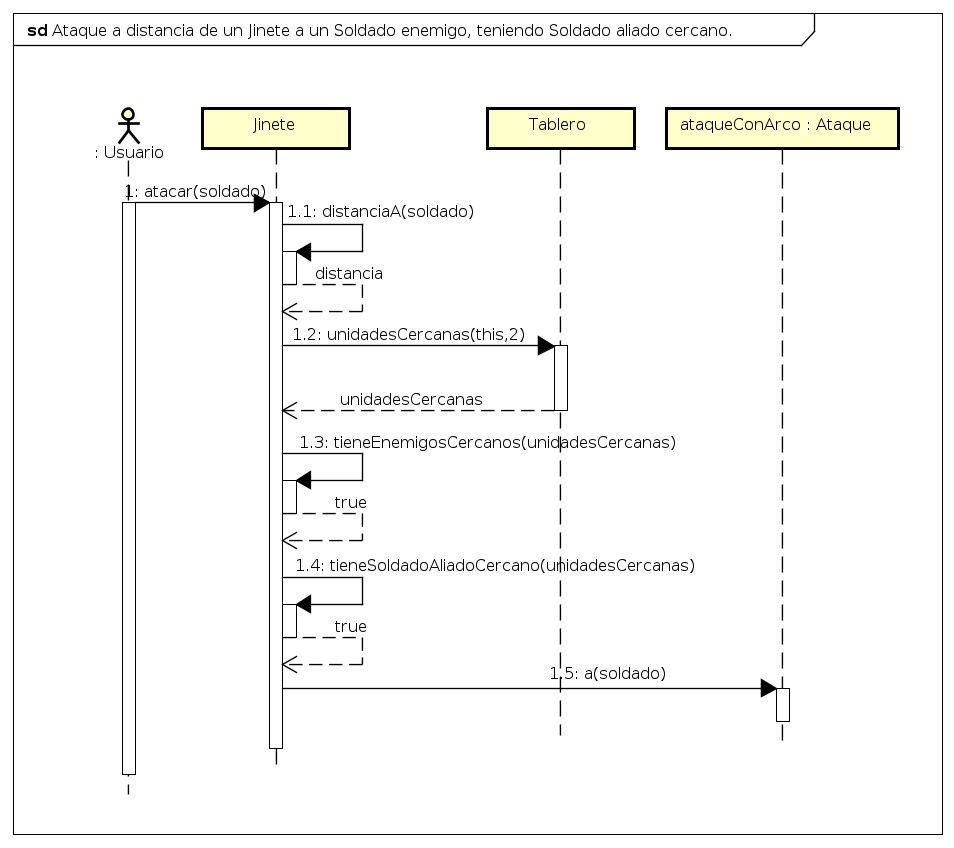 sd Ataque a distancia de un Jinete a un Soldado enemigo, teniendo Soldado aliado cercano.
: Usuario
Jinete
Tablero
ataqueConArco : Ataque
1: atacar(soldado)
1.1: distanciaA(soldado)
distancia
1.2: unidadesCercanas(this,2)
unidadesCercanas
1.3: tieneEnemigosCercanos(unidadesCercanas)
true
1.4: tieneSoldadoAliadoCercano(unidadesCercanas)
true
1.5: a(soldado)